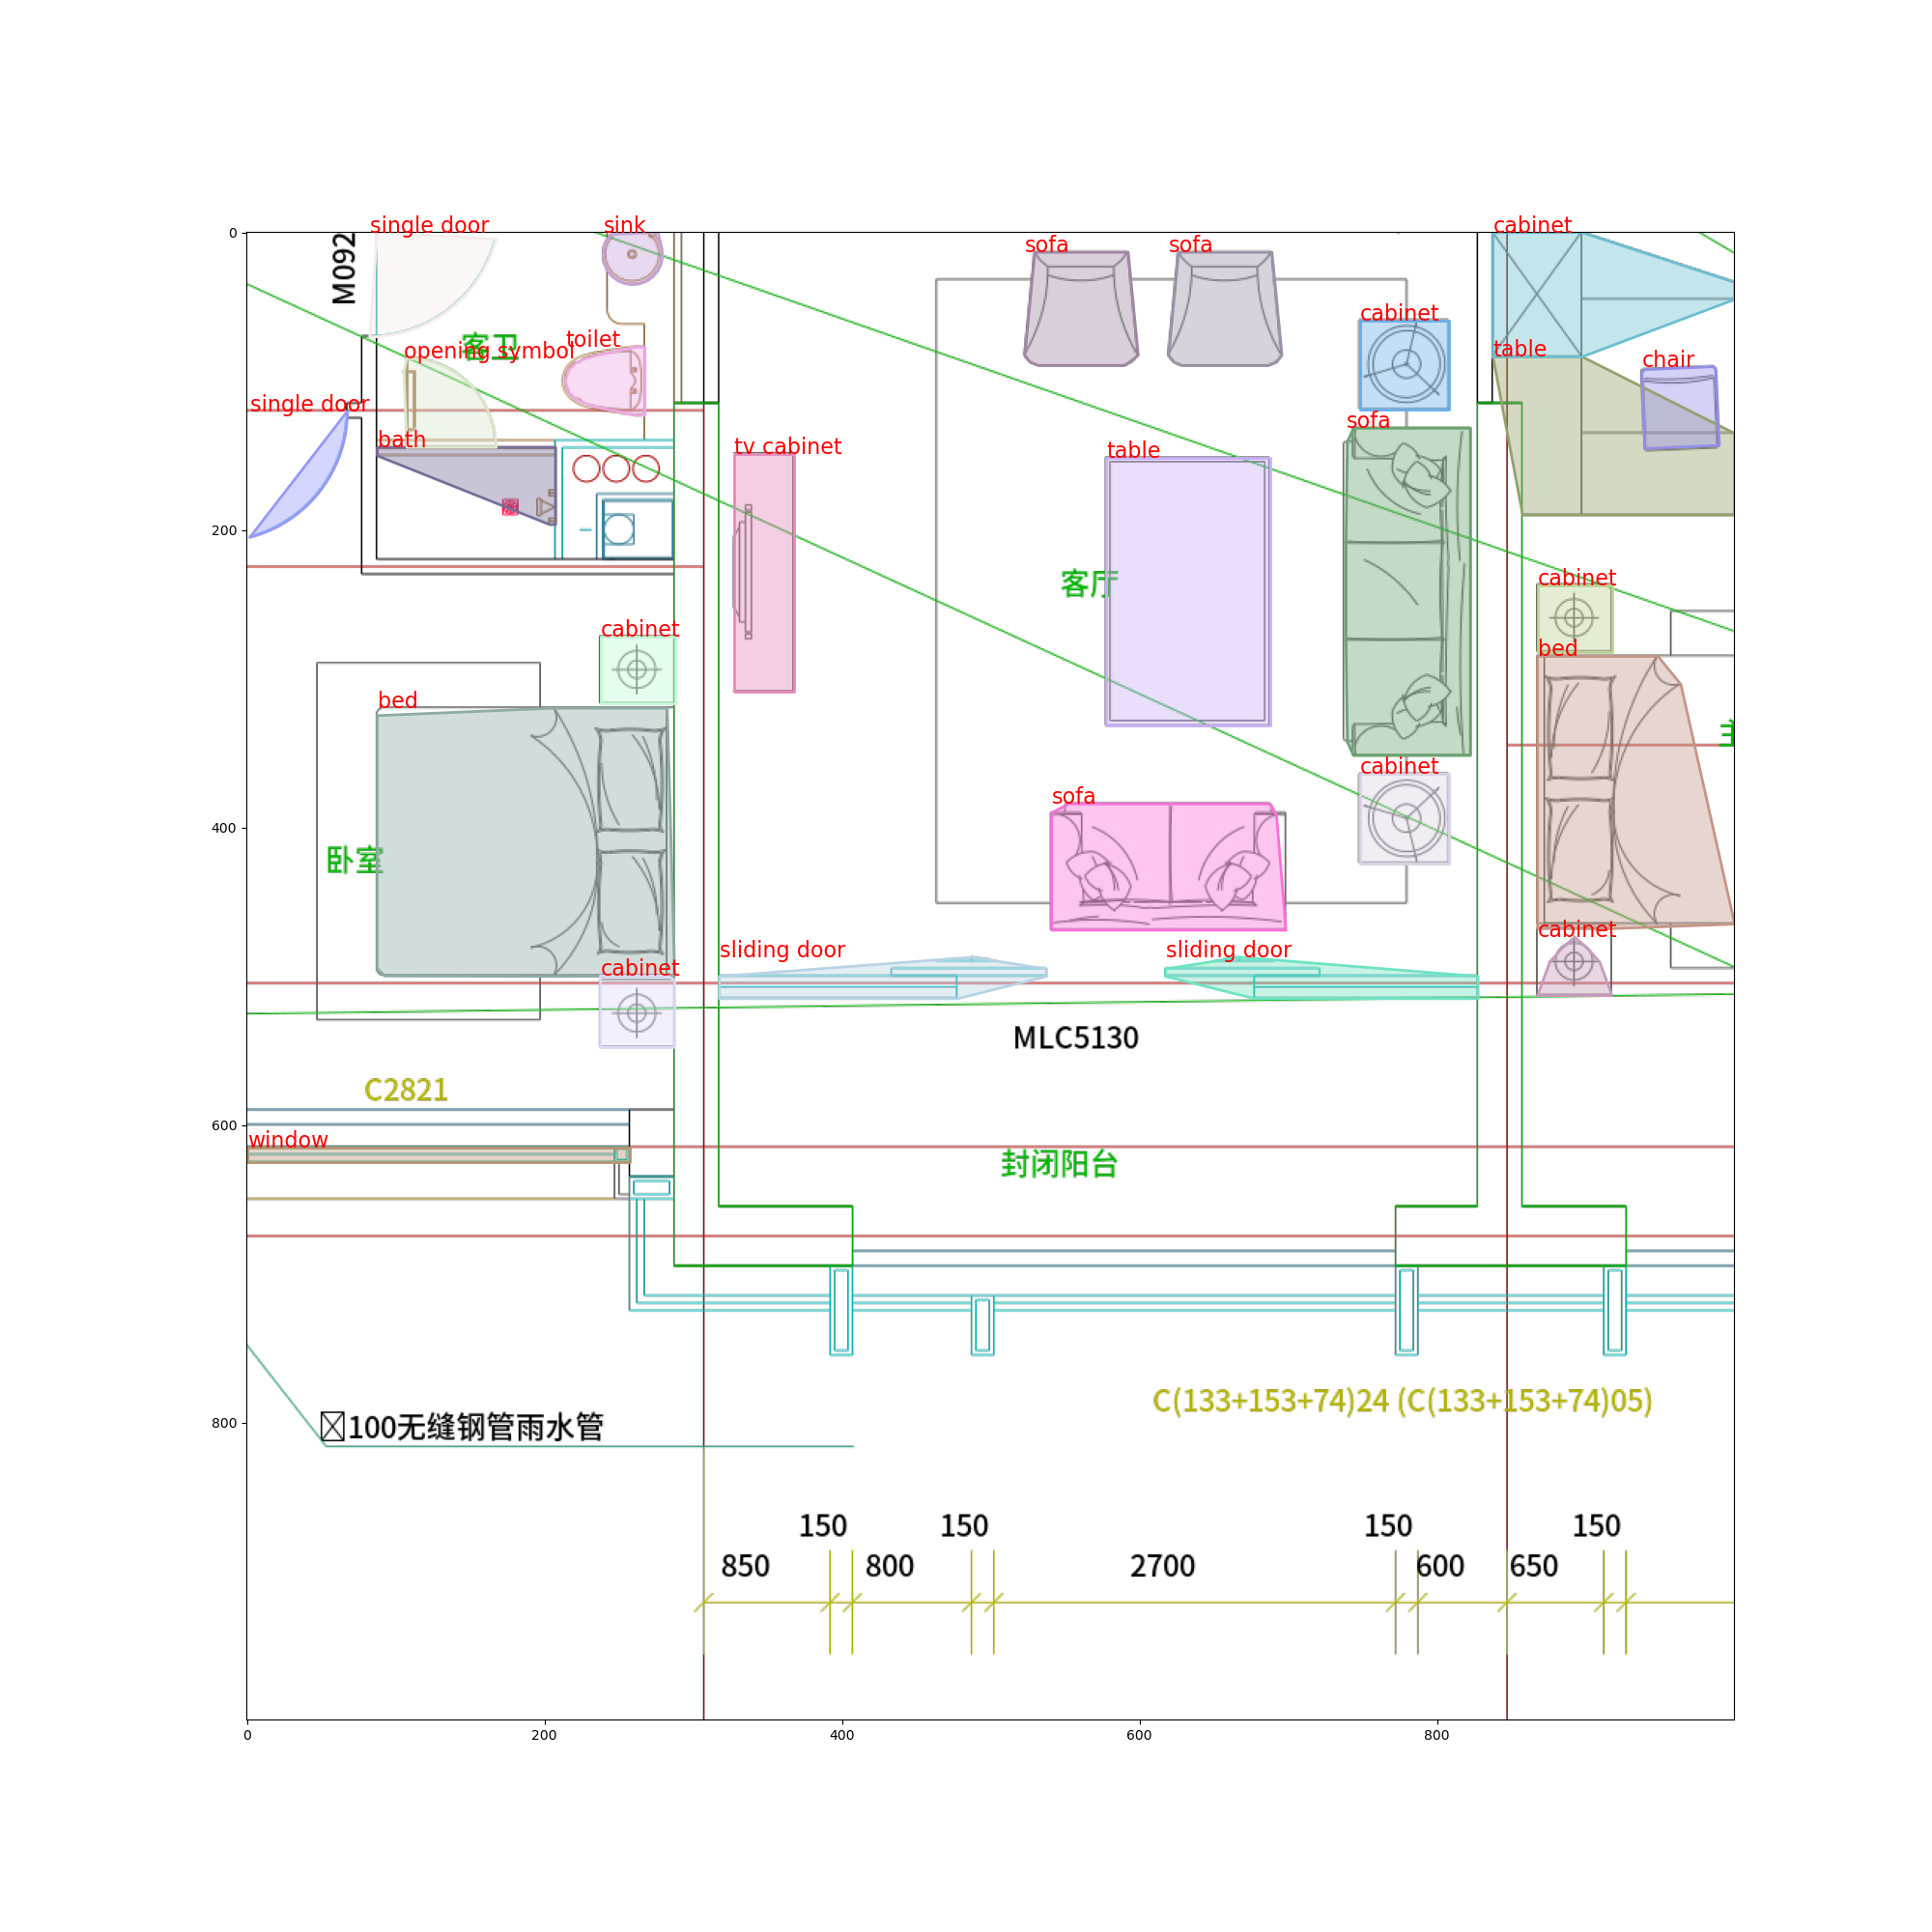 single door
sink
cabinet
0
M092
sofa
sofa
cabinet
客卫
toilet
opening symbol
table
chair
single door
sofa
bath
tv cabinet
table
200
客厅
cabinet
cabinet
bed
bed
主
cabinet
sofa
400
卧室
cabinet
sliding door
sliding door
cabinet
MLC5130
C2821
600
window
封闭阳台
C(133+153+74)24 (C(133+153+74)05)
800
100无缝钢管雨水管
150
150
150
150
850
800
2700
600
650
0
200
400
600
800